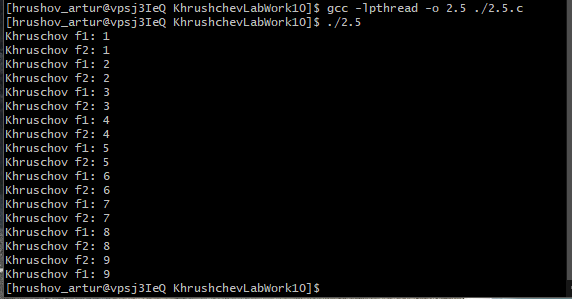 [hrushov_artur@vpsj3IeQ KhrushchevLabWork10]$ gcc -lpthread -o 2.5 ./2.5.c
[hrushov_artur@vpsj3IeQ KhrushchevLabWork10]$ ./2.5
Khruschov f1: 1
Khruschov f2: 1
Khruschov f1: 2
Khruschov f2: 2
Khruschov f1: 3
Khruschov f2: 3
Khruschov f1: 4
Khruschov f2: 4
Khruschov f1: 5
Khruschov f2: 5
Khruschov f1: 6
Khruschov f2: 6
Khruschov f1: 7
Khruschov f2: 7
Khruschov f1: 8
Khruschov f2: 8
Khruschov f2: 9
Khruschov f1: 9
[hrushov_artur@vpsj3IeQ KhrushchevLabWork10]$